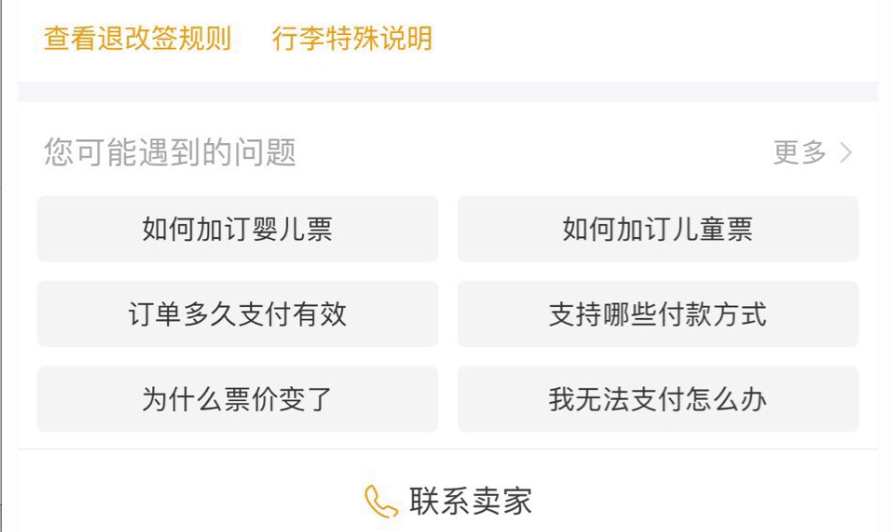 查看退改签规则 行李特殊说明
您可能遇到的问题 更多
如何加订婴儿票 如何加订儿童票
订单多久支付有效 支持哪些付款方式
为什么票价变了 我无法支付怎么办
联系卖家